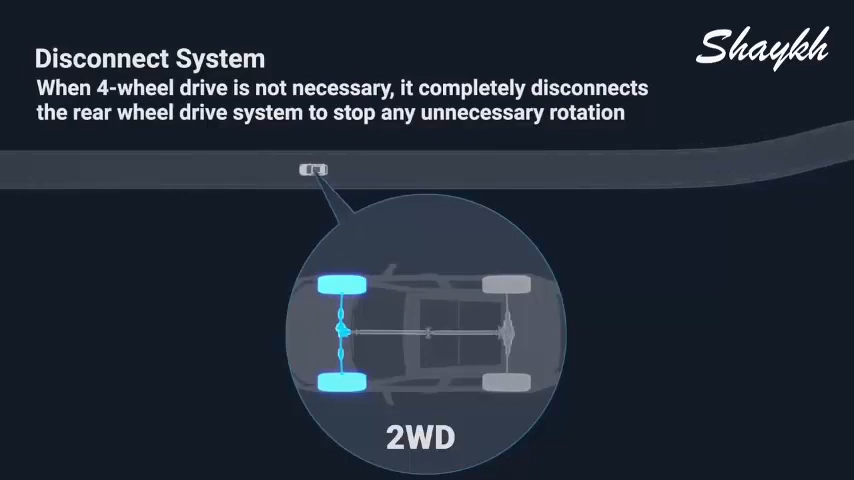 Shaykh
Disconnect System
When 4-wheel drive is not necessary, it completely disconnects
the rear wheel drive system to stop any unnecessary rotation
2WD